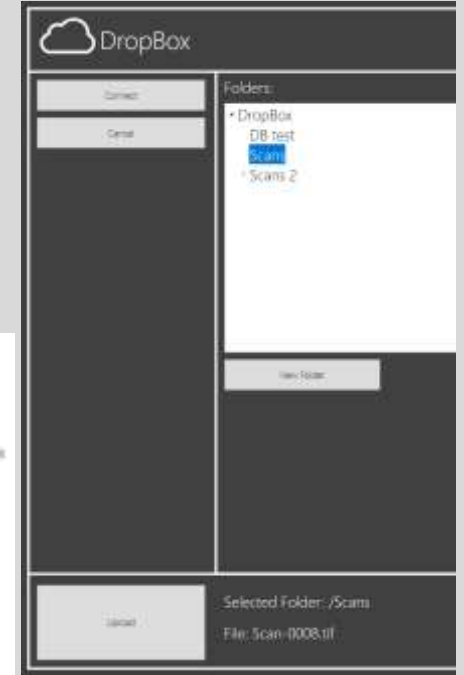 DropBox
Connect
Cancel
Folders:
DropBox
DB test
Scans
Scans 2
New Folder
Upload
Selected Folder: /Scans
File: Scan-0008.tif